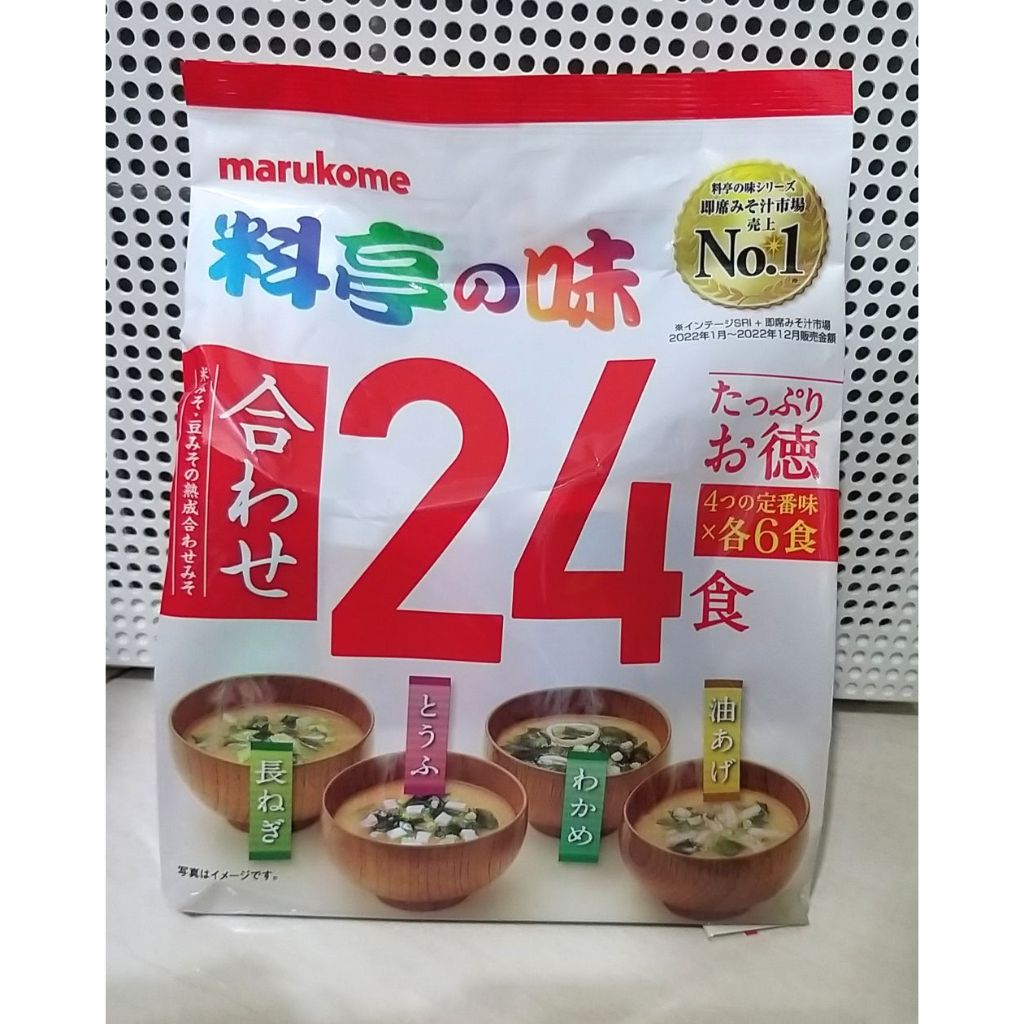 marukome
料亭の味
料亭の味シリーズ
即席みそ汁市場
売上
No.1
※インテージSRI+即席みそ汁市場
2022年1月～2022年12月販売金額
合わせ
米みそ・豆みその熟成合わせみそ
24
食
たっぷり
お徳
4つの定番味
×各6食
長ねぎ
とうふ
わかめ
油あげ
写真はイメージです。